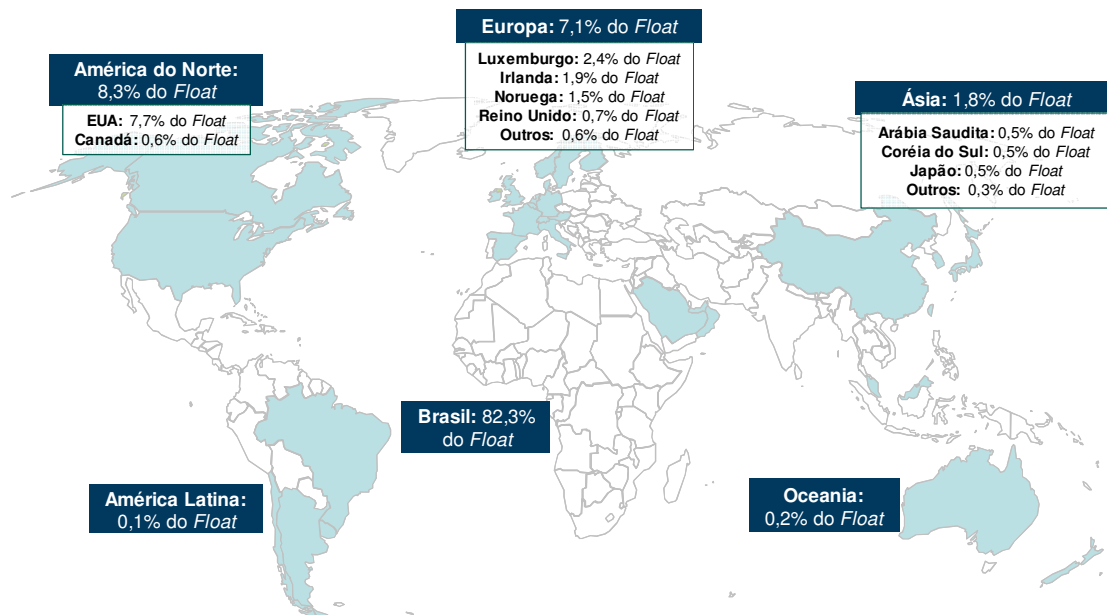 Europa: 7,1% do Float
Luxemburgo: 2,4% do Float
Irlanda: 1,9% do Float
Noruega: 1,5% do Float
Reino Unido: 0,7% do Float
Outros: 0,6% do Float
América do Norte:
8,3% do Float
EUA: 7,7% do Float
Canadá: 0,6% do Float
Ásia: 1,8% do Float
Arábia Saudita: 0,5% do Float
Coréia do Sul: 0,5% do Float
Japão: 0,5% do Float
Outros: 0,3% do Float
Brasil: 82,3%
do Float
América Latina:
0,1% do Float
Oceania:
0,2% do Float